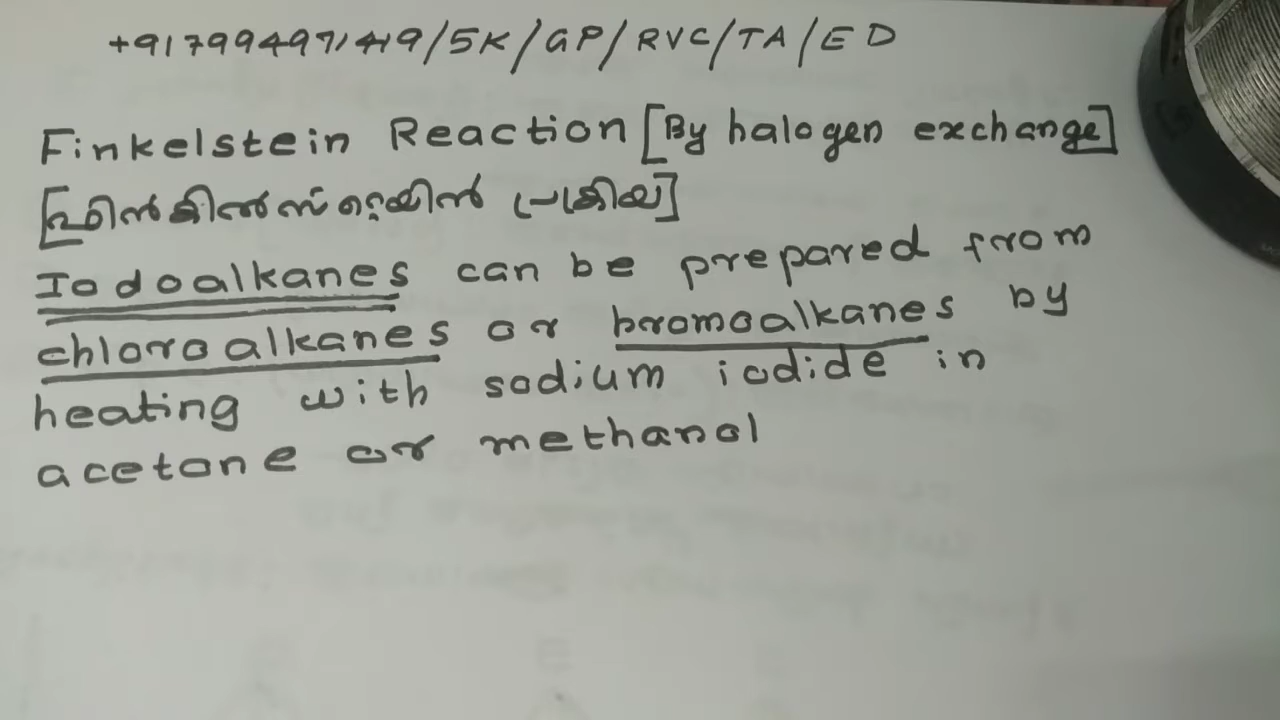 +917994971419/5K/GP/RVC/TA/ED
Finkelstein Reaction [By halogen exchange]
[ഫിൻകിൽസ്റ്റെയിൻ പ്രക്രിയ]
Iodoalkanes can be prepared from
chloroalkanes or bromoalkanes by
heating with sodium iodide in
acetone or methanol